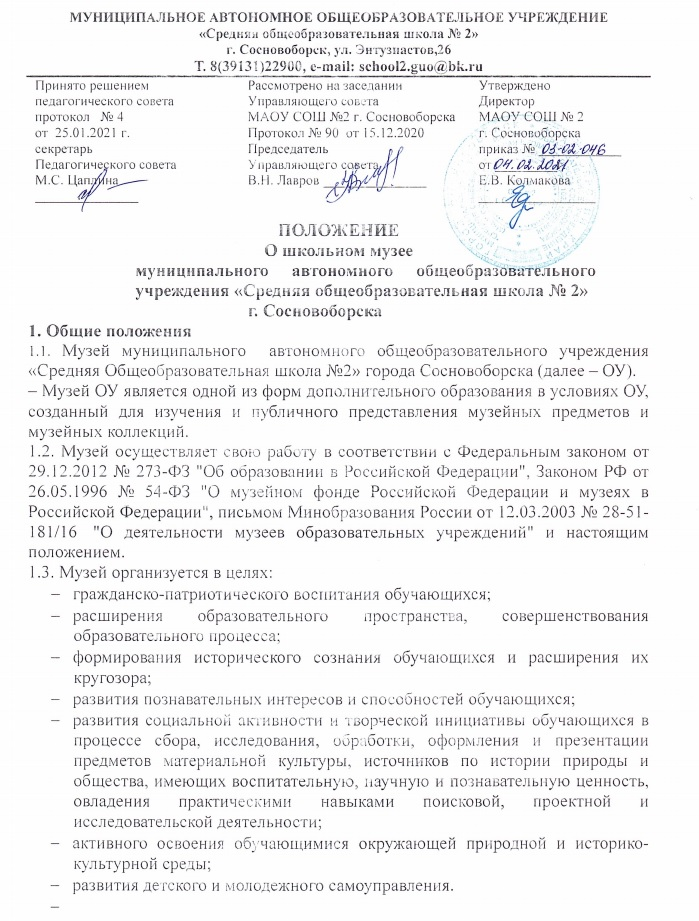 МУНИЦИПАЛЬНОЕ АВТОНОМНОЕ ОБЩЕОБРАЗОВАТЕЛЬНОЕ УЧРЕЖДЕНИЕ
«Средняя общеобразовательная школа № 2»
г. Сосновоборск, ул. Энтузиастов,26
Т. 8(39131)22900, e-mail: school2.guo@bk.ru
Принято решением
педагогического совета
протокол № 4
от 25.01.2021 г.
секретарь
Педагогического совета
М.С. Цаплина
Рассмотрено на заседании
Управляющего совета
МАОУ СОШ №2 г. Сосновоборска
Протокол № 90 от 15.12.2020
Председатель
Управляющего совета
В.Н. Лавров
Утверждено
Директор
МАОУ СОШ № 2
г. Сосновоборска
приказ № 03-02-046
от 04.02.2021
Е.В. Колмакова
ПОЛОЖЕНИЕ
О школьном музее
муниципального автономного общеобразовательного
учреждения «Средняя общеобразовательная школа № 2»
г. Сосновоборска
1. Общие положения
1.1. Музей муниципального автономного общеобразовательного учреждения
«Средняя Общеобразовательная школа №2» города Сосновоборска (далее – ОУ).
– Музей ОУ является одной из форм дополнительного образования в условиях ОУ,
созданный для изучения и публичного представления музейных предметов и
музейных коллекций.
1.2. Музей осуществляет свою работу в соответствии с Федеральным законом от
29.12.2012 № 273-ФЗ "Об образовании в Российской Федерации", Законом РФ от
26.05.1996 № 54-ФЗ "О музейном фонде Российской Федерации и музеях в
Российской Федерации", письмом Минобразования России от 12.03.2003 № 28-51-
181/16 "О деятельности музеев образовательных учреждений" и настоящим
положением.
1.3. Музей организуется в целях:
– гражданско-патриотического воспитания обучающихся;
– расширения образовательного пространства, совершенствования
образовательного процесса;
– формирования исторического сознания обучающихся и расширения их
кругозора;
– развития познавательных интересов и способностей обучающихся;
– развития социальной активности и творческой инициативы обучающихся в
процессе сбора, исследования, обработки, оформления и презентации
предметов материальной культуры, источников по истории природы и
общества, имеющих воспитательную, научную и познавательную ценность,
овладения практическими навыками поисковой, проектной и
исследовательской деятельности;
– активного освоения обучающимися окружающей природной и историко-
культурной среды;
– развития детского и молодежного самоуправления.
–